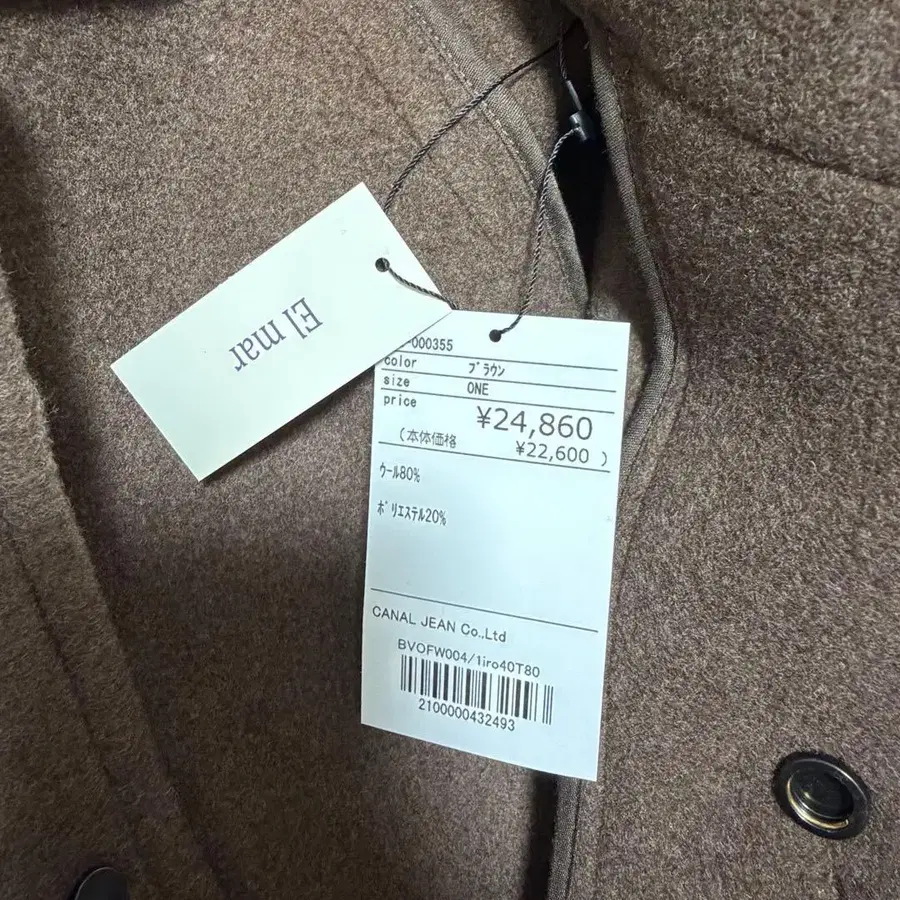 El mar
-000355
color ブラウン
size ONE
price
¥24,860
(本体価格 ¥22,600 )
ウール80%
ポリエステル20%
CANAL JEAN Co.,Ltd
BVOFW004/1iro40T80
2100000432493